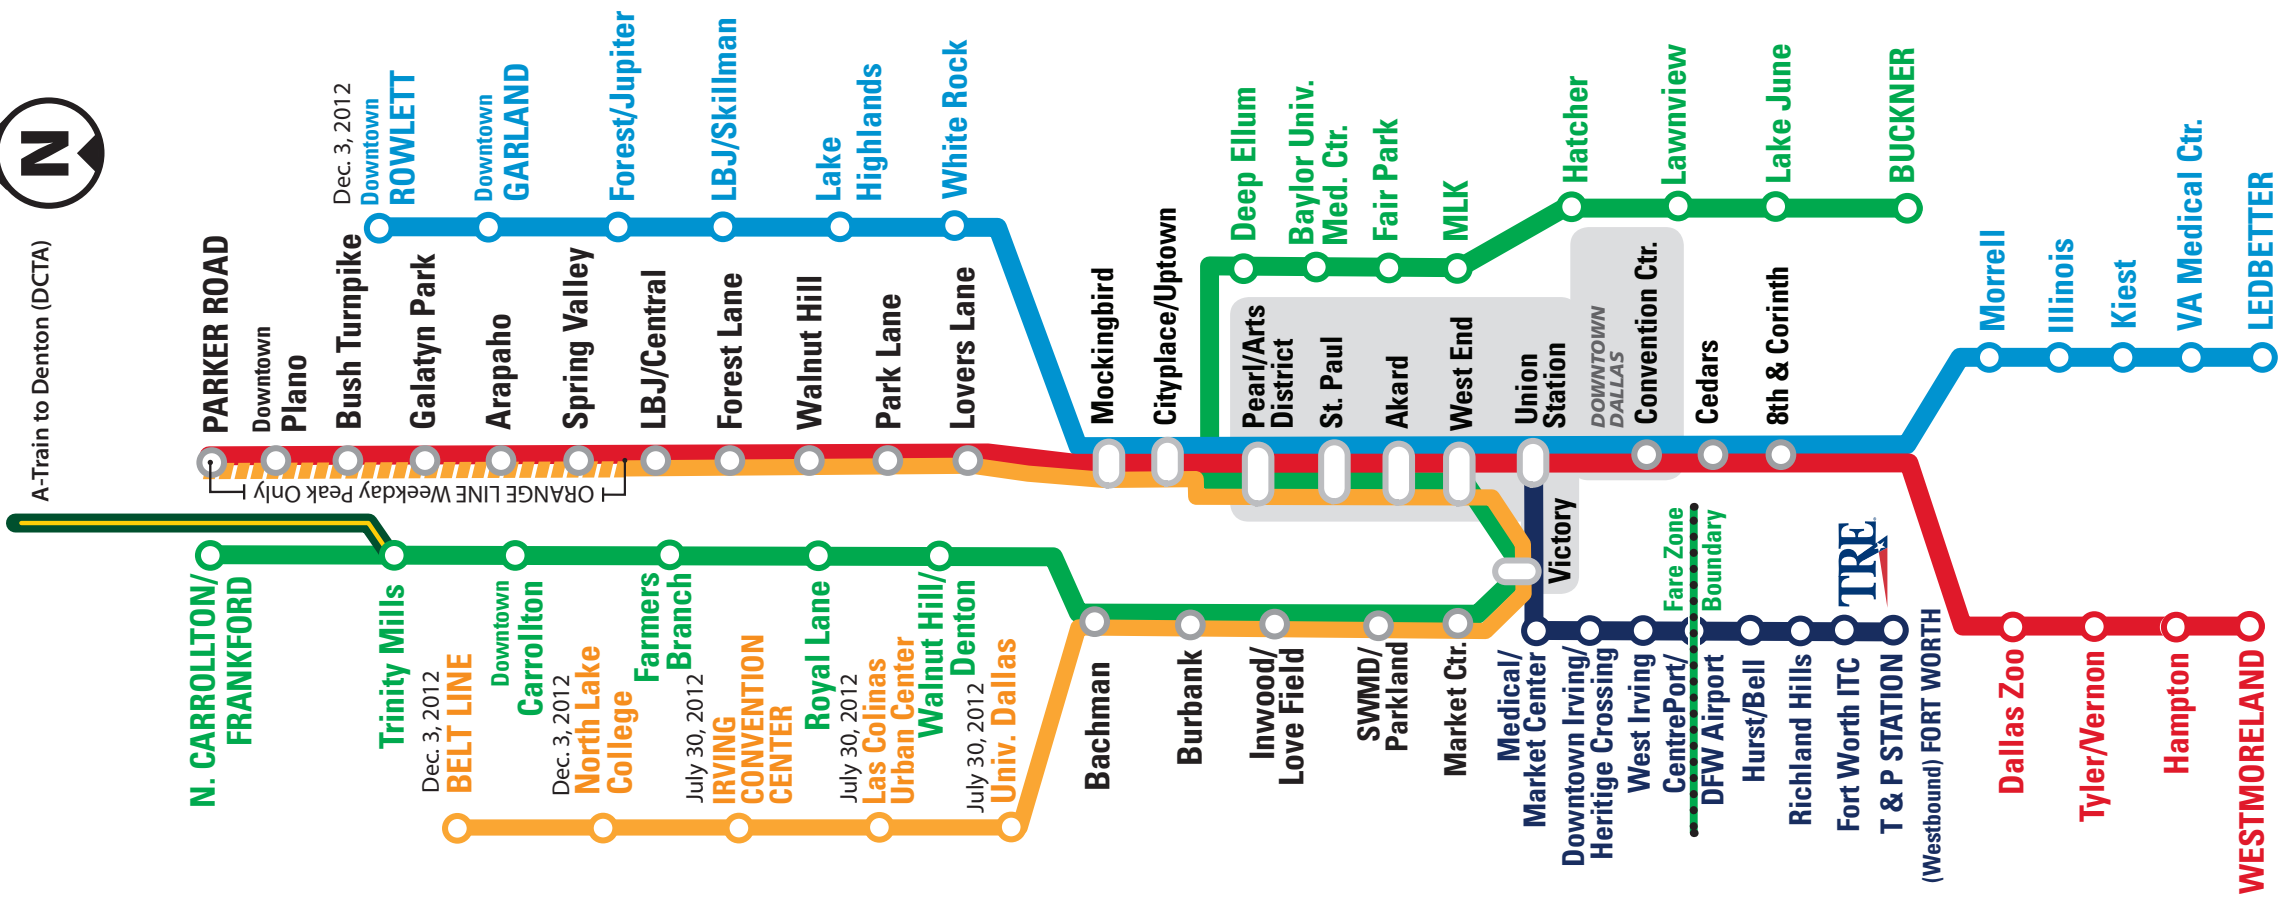 N
A-Train to Denton (DCTA)
Dec. 3, 2012
Downtown
ROWLETT
Downtown
GARLAND
Forest/Jupiter
LBJ/Skillman
Lake
Highlands
White Rock
PARKER ROAD
Downtown
Plano
Bush Turnpike
Galatyn Park
Arapaho
Spring Valley
LBJ/Central
Forest Lane
Walnut Hill
Park Lane
Lovers Lane
Mockingbird
Cityplace/Uptown
ORANGE LINE Weekday Peak Only
Deep Ellum
Baylor Univ.
Med. Ctr.
Fair Park
MLK
Hatcher
Lawnview
Lake June
BUCKNER
Pearl/Arts
District
St. Paul
Akard
West End
Union
Station
DOWNTOWN
DALLAS
Convention Ctr.
Cedars
8th & Corinth
Victory
Morrell
Illinois
Kiest
VA Medical Ctr.
LEDBETTER
N. CARROLLTON/
FRANKFORD
Trinity Mills
Downtown
Carrollton
Farmers
Branch
Royal Lane
Walnut Hill/
Denton
Dec. 3, 2012
BELT LINE
Dec. 3, 2012
North Lake
College
July 30, 2012
IRVING
CONVENTION
CENTER
July 30, 2012
Las Colinas
Urban Center
July 30, 2012
Univ. Dallas
Bachman
Burbank
Inwood/
Love Field
SWMD/
Parkland
Market Ctr.
Medical/
Market Center
Downtown Irving/
Heritige Crossing
West Irving
CentrePort/
DFW Airport
Fare Zone
Boundary
Hurst/Bell
Richland Hills
Fort Worth ITC
T & P STATION
(Westbound) FORT WORTH
TRE
Dallas Zoo
Tyler/Vernon
Hampton
WESTMORELAND